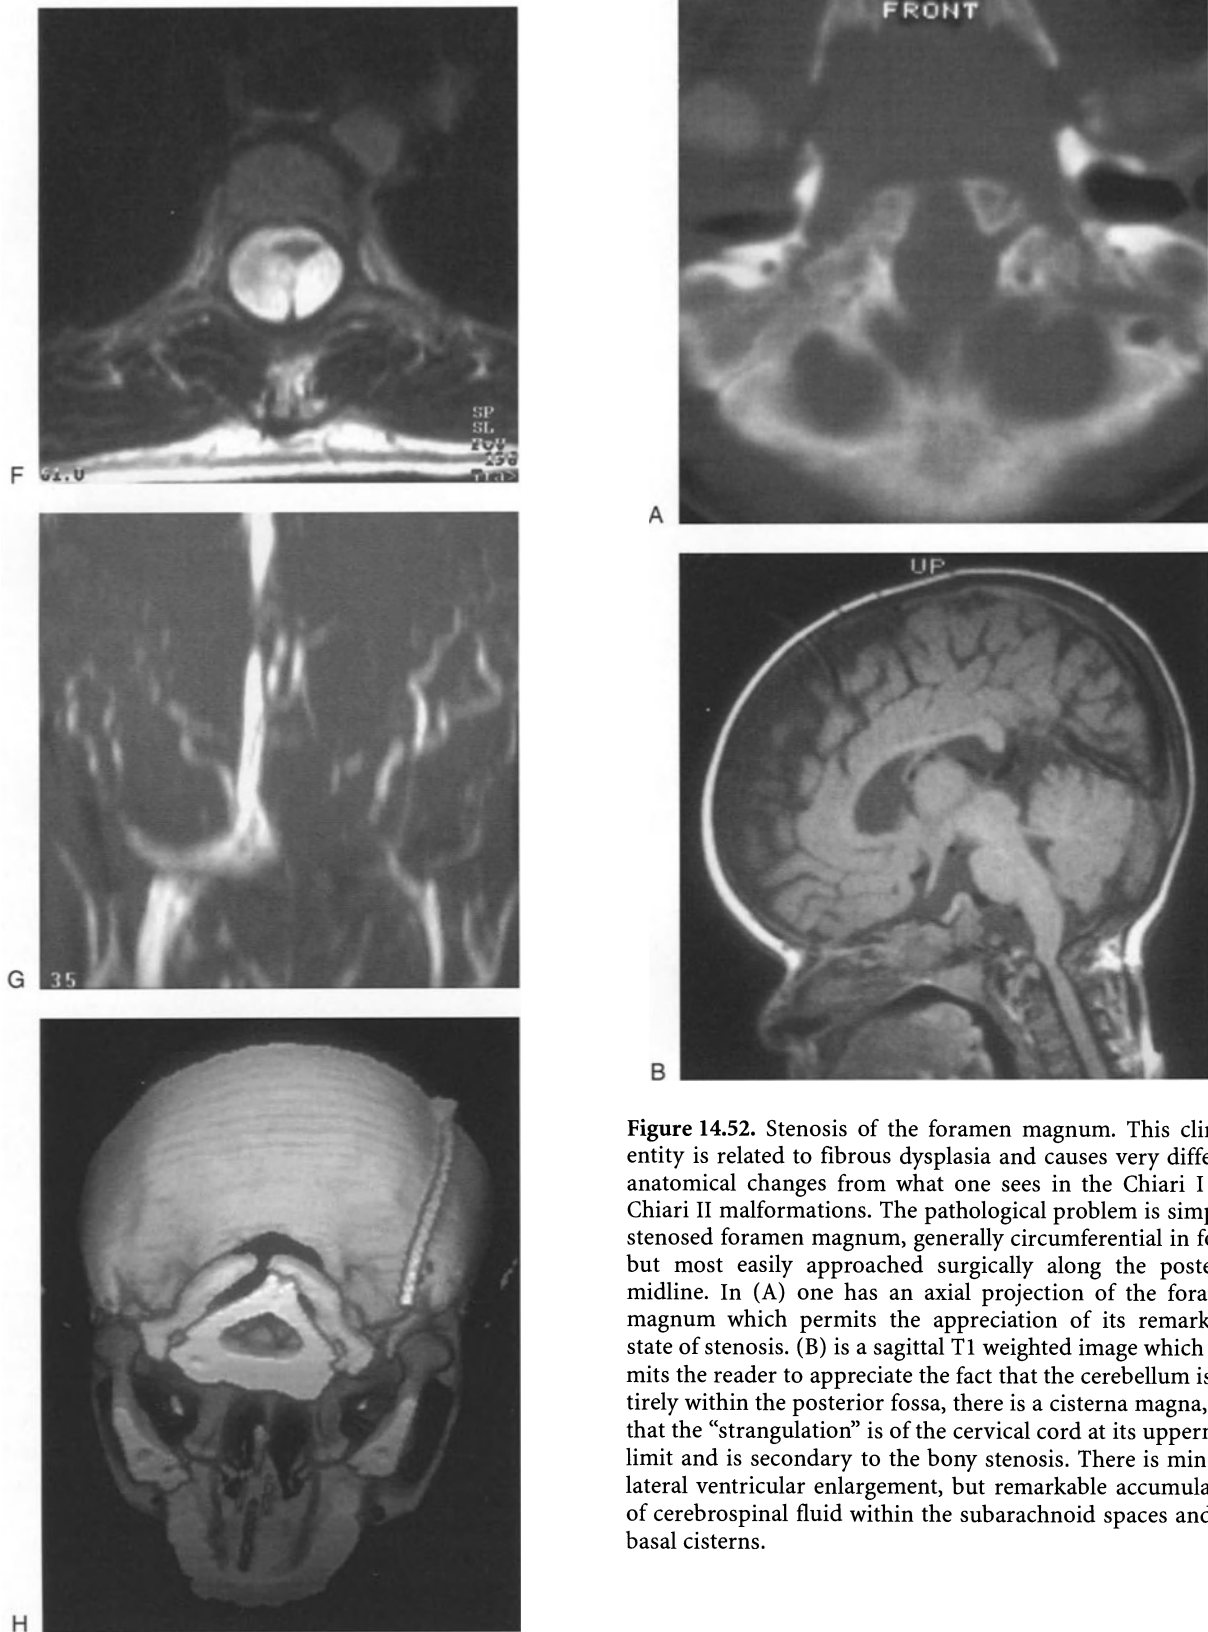 FRONT
SP
SL
F
A
UP
G
35
B
H
Figure 14.52. Stenosis of the foramen magnum. This clin
entity is related to fibrous dysplasia and causes very diffe
anatomical changes from what one sees in the Chiari I
Chiari II malformations. The pathological problem is simp
stenosed foramen magnum, generally circumferential in fe
but most easily approached surgically along the poste
midline. In (A) one has an axial projection of the fora
magnum which permits the appreciation of its remark
state of stenosis. (B) is a sagittal T1 weighted image which
mits the reader to appreciate the fact that the cerebellum is
tirely within the posterior fossa, there is a cisterna magna,
that the “strangulation” is of the cervical cord at its uppern
limit and is secondary to the bony stenosis. There is min
lateral ventricular enlargement, but remarkable accumula
of cerebrospinal fluid within the subarachnoid spaces and
basal cisterns.